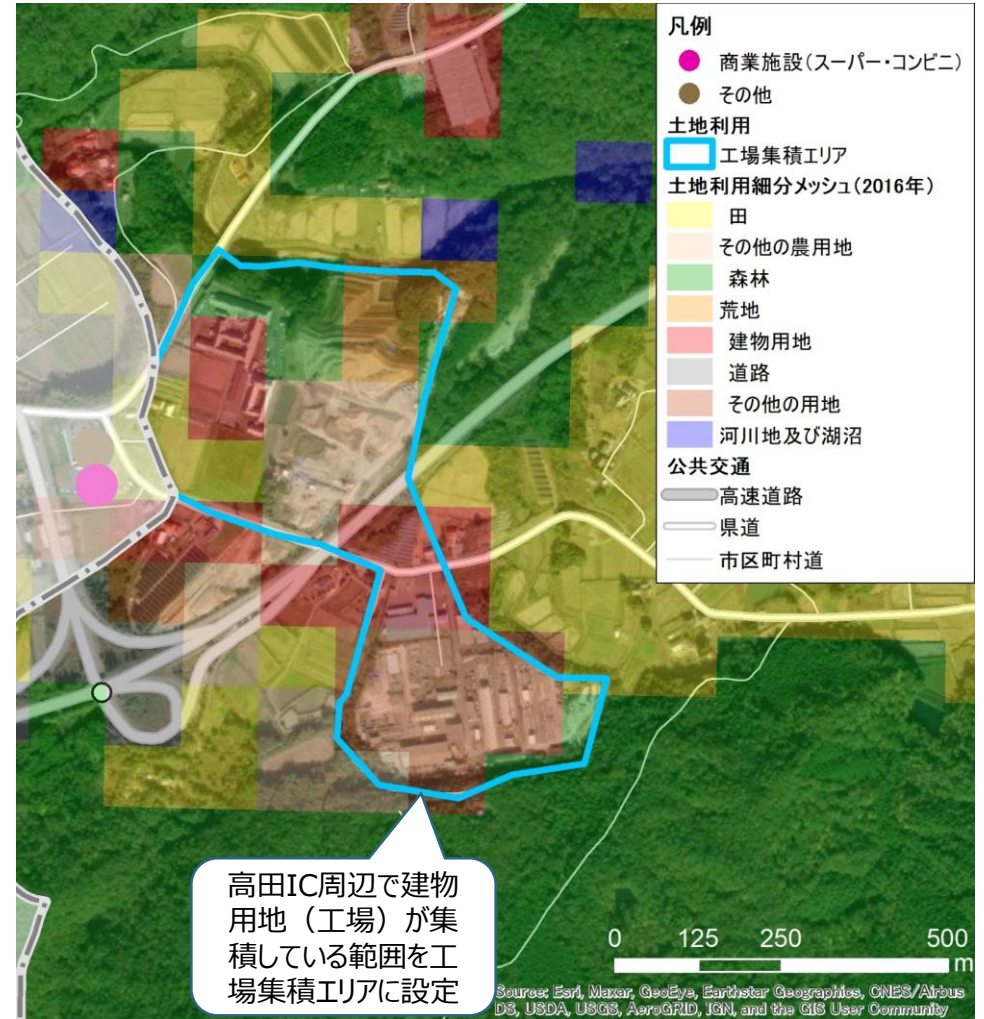 凡例
商業施設(スーパー・コンビニ)
その他
土地利用
工場集積エリア
土地利用細分メッシュ(2016年)
田
その他の農用地
森林
荒地
建物用地
道路
その他の用地
河川地及び湖沼
公共交通
高速道路
県道
市区町村道
高田IC周辺で建物
用地(工場)が集
積している範囲を工
場集積エリアに設定
0 125 250 500
m
Source: Esri, Maxar, GeoEye, Earthstar Geographics, CNES/Airbus
DS, USDA, USGS, AeroGRID, IGN, and the GIS User Community